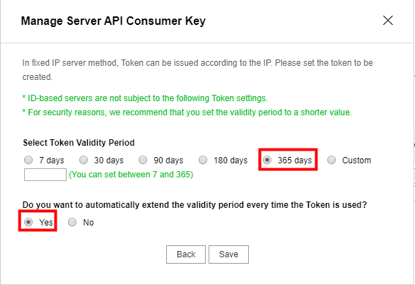 Manage Server API Consumer Key
In fixed IP server method, Token can be issued according to the IP. Please set the token to be
created.
* ID-based servers are not subject to the following Token settings.
* For security reasons, we recommend that you set the validity period to a shorter value.
Select Token Validity Period
7 days 30 days 90 days 180 days 365 days Custom
(You can set between 7 and 365)
Do you want to automatically extend the validity period every time the Token is used?
Yes No
Back Save